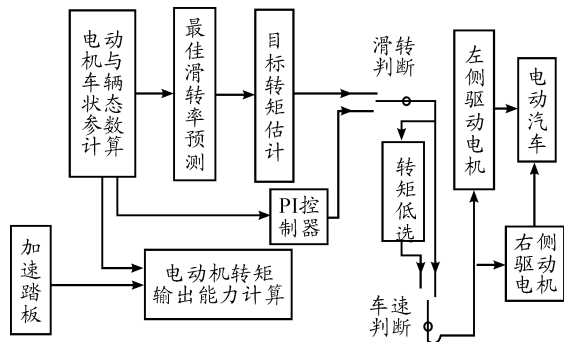 电动
机与
车辆
状态
参数
计算
最佳滑转率预测
目标转矩估计
滑转
判断
左侧驱动电机
电动汽车
转矩低选
PI控
制器
右侧
驱动
电机
加速踏板
电动机转矩
输出能力计算
车速
判断